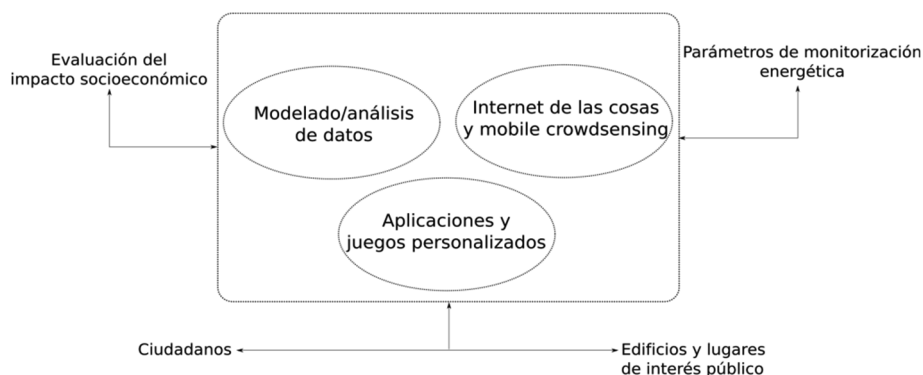 Evaluación del
impacto socioeconómico
Parámetros de monitorización
energética
Modelado/análisis
de datos
Internet de las cosas
y mobile crowdsensing
Aplicaciones y
juegos personalizados
Ciudadanos
Edificios y lugares
de interés público